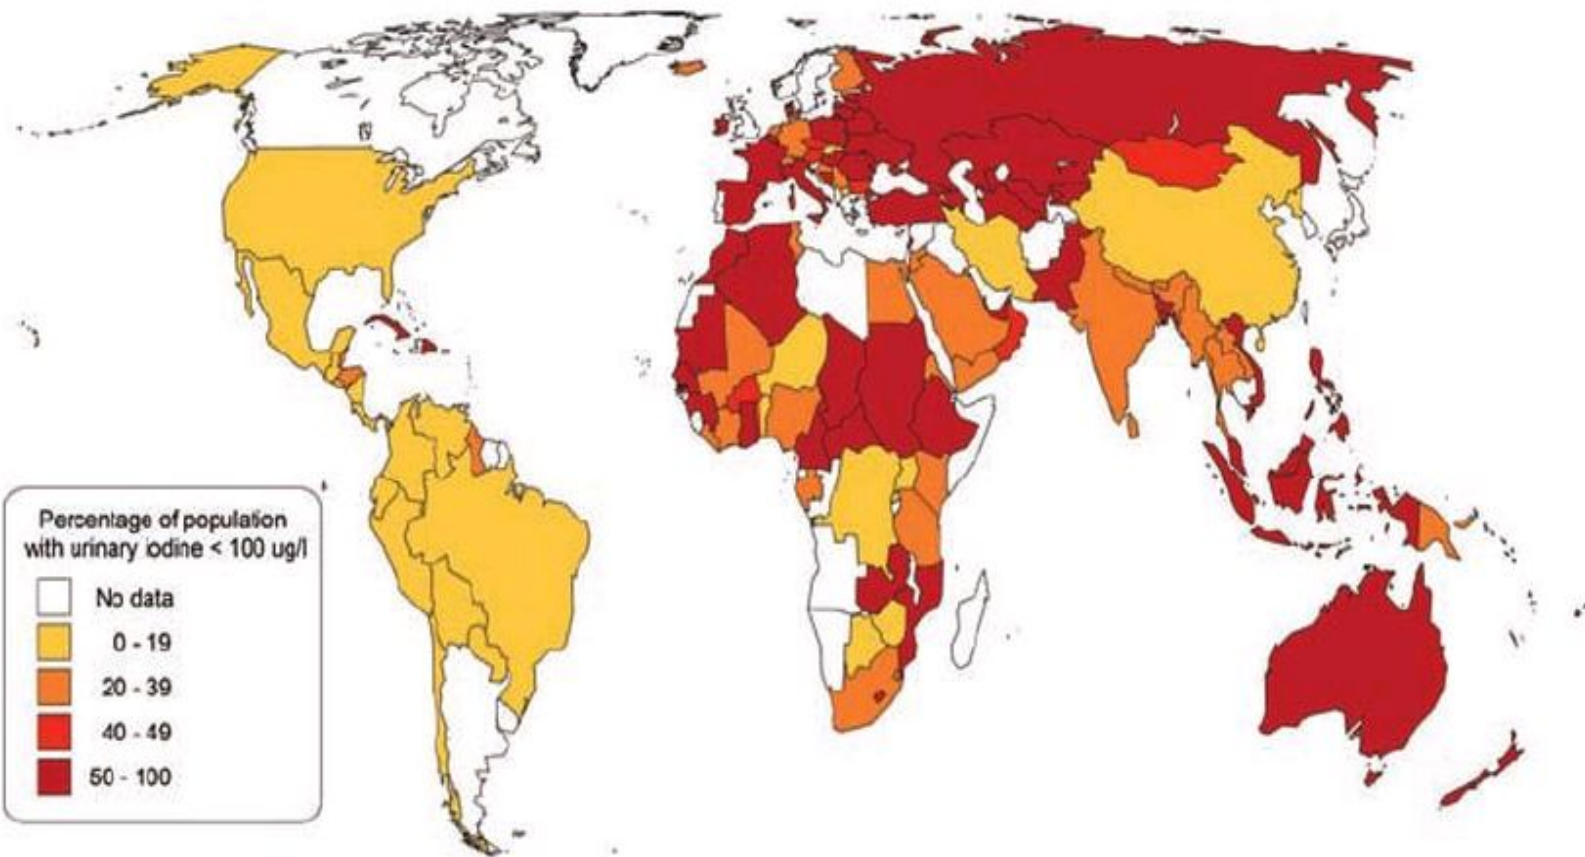 Percentage of population
with urinary iodine < 100 ug/l
No data
0 - 19
20 - 39
40 - 49
50 - 100